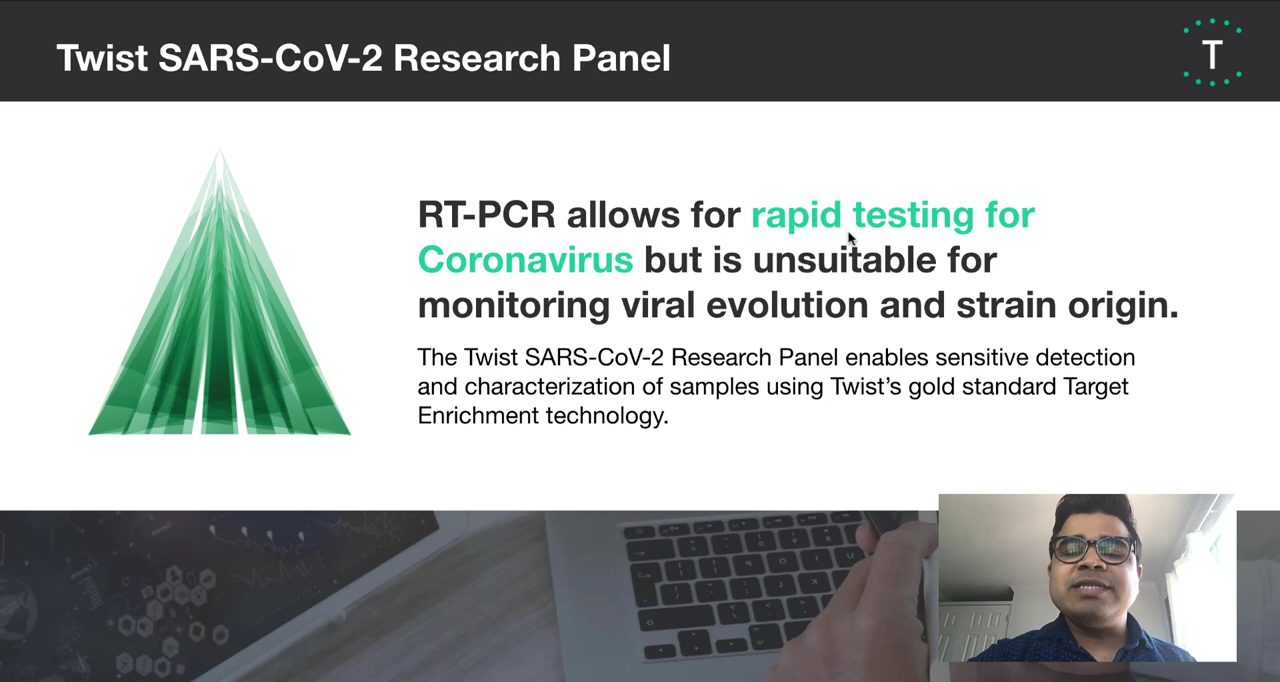 Twist SARS-CoV-2 Research Panel
T
RT-PCR allows for rapid testing for
Coronavirus but is unsuitable for
monitoring viral evolution and strain origin.
The Twist SARS-CoV-2 Research Panel enables sensitive detection
and characterization of samples using Twist’s gold standard Target
Enrichment technology.